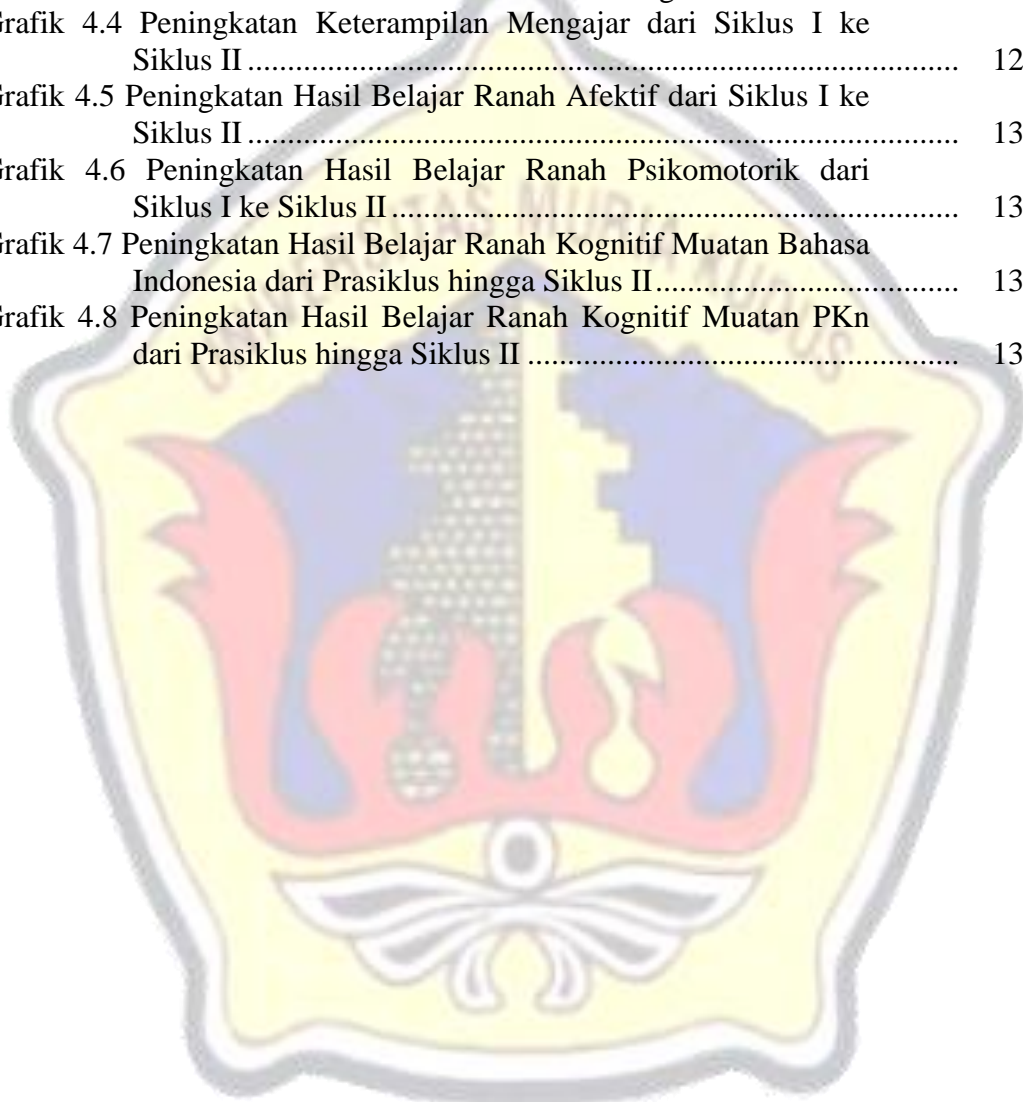 Grafik 4.4 Peningkatan Keterampilan Mengajar dari Siklus I ke
Siklus II ......................................................................................... 12
Grafik 4.5 Peningkatan Hasil Belajar Ranah Afektif dari Siklus I ke
Siklus II ......................................................................................... 13
Grafik 4.6 Peningkatan Hasil Belajar Ranah Psikomotorik dari
Siklus I ke Siklus II ....................................................................... 13
Grafik 4.7 Peningkatan Hasil Belajar Ranah Kognitif Muatan Bahasa
Indonesia dari Prasiklus hingga Siklus II ...................................... 13
Grafik 4.8 Peningkatan Hasil Belajar Ranah Kognitif Muatan PKn
dari Prasiklus hingga Siklus II ...................................................... 13
UNIVERSITAS MURIA KUDUS